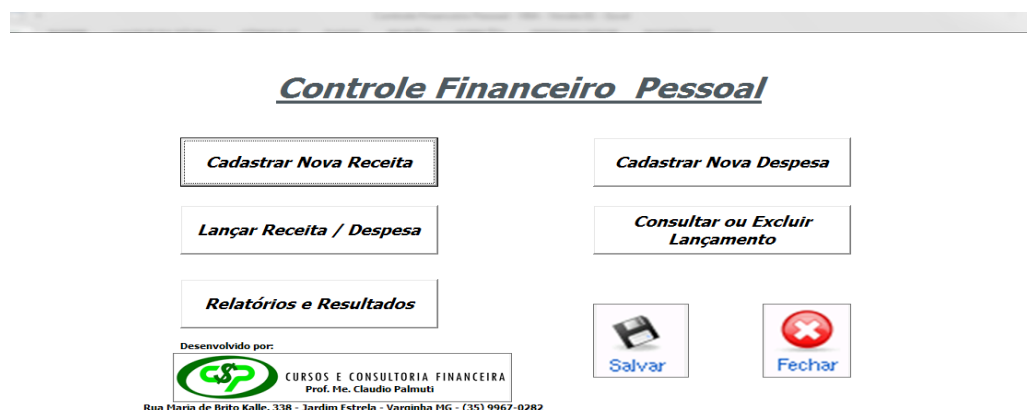 Controle Financeiro Pessoal
Cadastrar Nova Receita
Cadastrar Nova Despesa
Lançar Receita / Despesa
Consultar ou Excluir
Lançamento
Relatórios e Resultados
Salvar
Fechar
Desenvolvido por:
CSP
CURSOS E CONSULTORIA FINANCEIRA
Prof. Me. Claudio Palmuti
Rua Maria de Brito Kalle, 338 - Jardim Estrela - Varginha MG - (35) 9967-0282